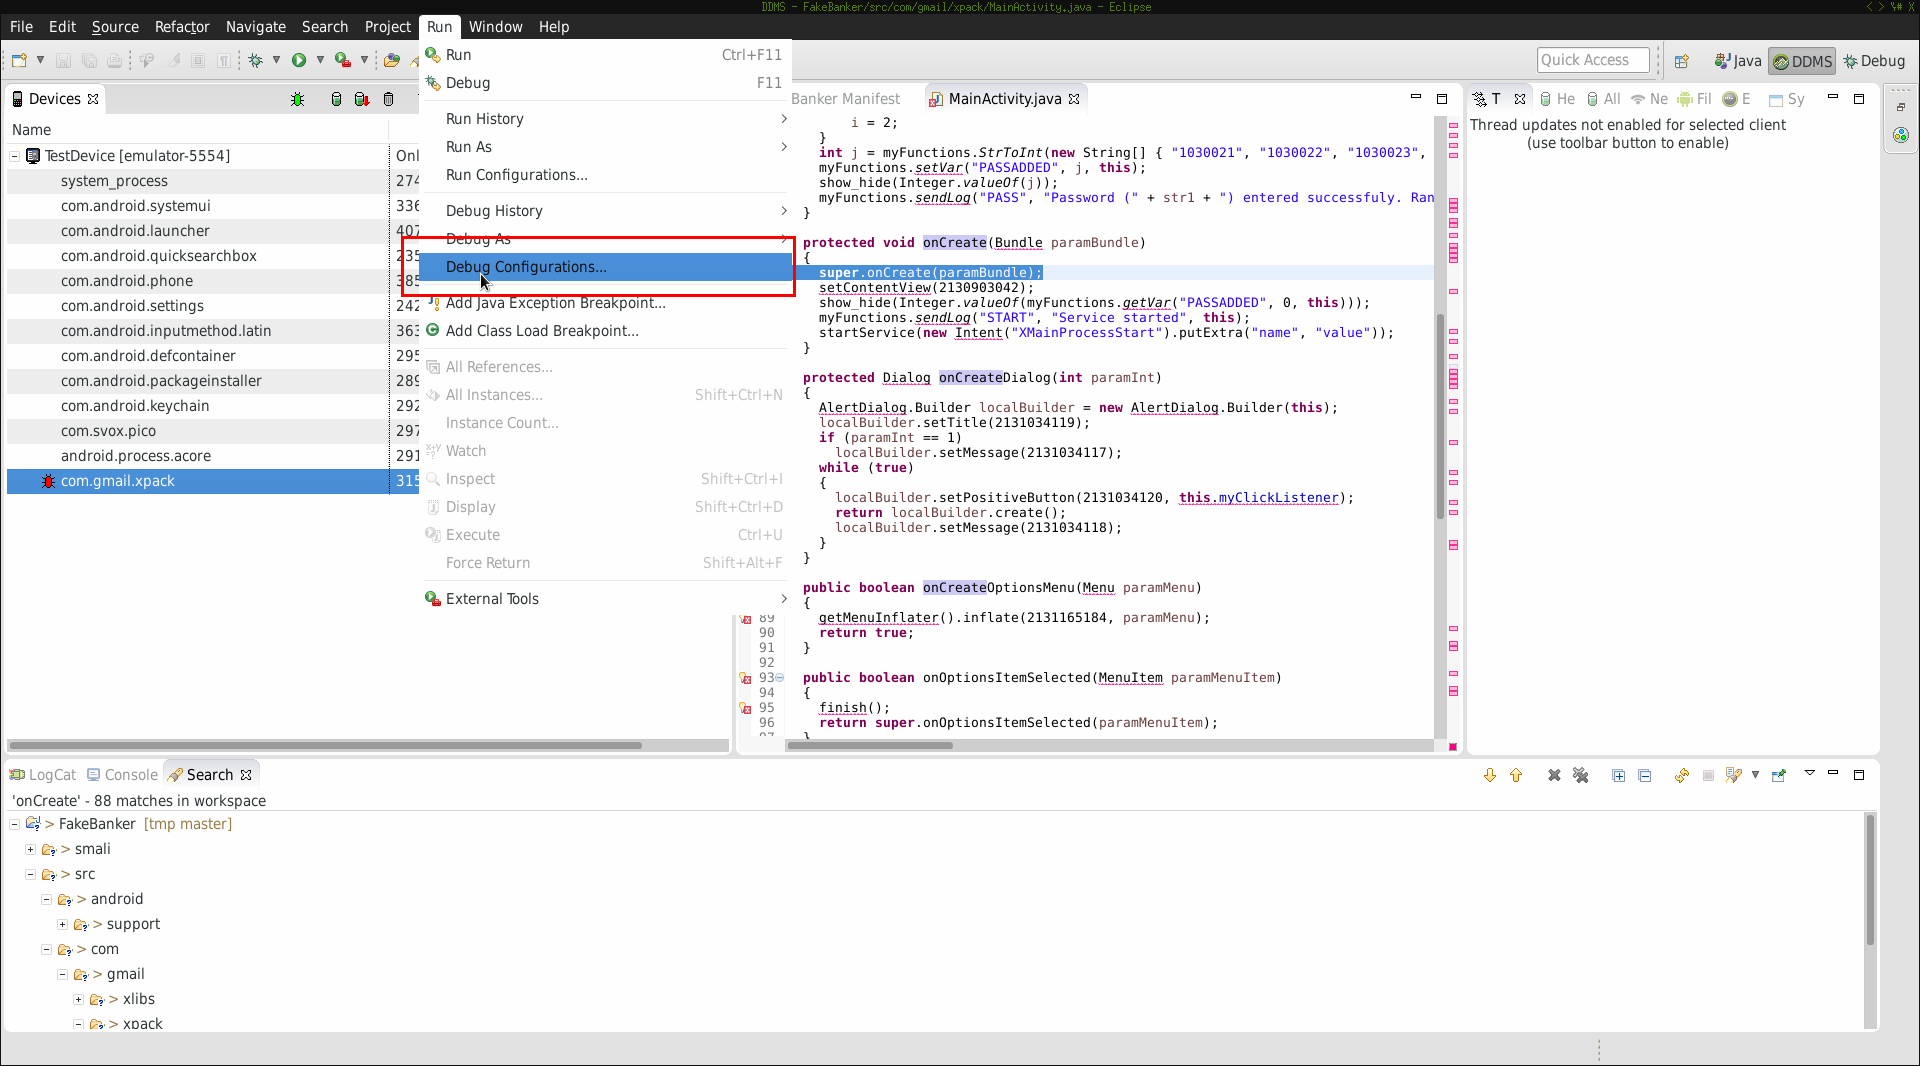 DDMS - FakeBanker/src/com/gmail/xpack/MainActivity.java - Eclipse
File Edit Source Refactor Navigate Search Project Run Window Help
Quick Access
Java DDMS Debug
Devices
Name
TestDevice [emulator-5554] Onl
system_process 274
com.android.systemui 336
com.android.launcher 407
com.android.quicksearchbox 235
com.android.phone 385
com.android.settings 242
com.android.inputmethod.latin 363
com.android.defcontainer 295
com.android.packageinstaller 289
com.android.keychain 292
com.svox.pico 297
android.process.acore 291
com.gmail.xpack 315
Run Ctrl+F11
Debug F11
Run History
Run As
Run Configurations...
Debug History
Debug As
Debug Configurations...
Add Java Exception Breakpoint...
Add Class Load Breakpoint...
All References...
All Instances... Shift+Ctrl+N
Instance Count...
Watch
Inspect Shift+Ctrl+I
Display Shift+Ctrl+D
Execute Ctrl+U
Force Return Shift+Alt+F
External Tools
Banker Manifest
MainActivity.java
i = 2;
}
int j = myFunctions.StrToInt(new String[] { "1030021", "1030022", "1030023",
myFunctions.setVar("PASSADDED", j, this);
show_hide(Integer.valueOf(j));
myFunctions.sendLog("PASS", "Password (" + str1 + ") entered successfuly. Ran
}
protected void onCreate(Bundle paramBundle)
{
super.onCreate(paramBundle);
setContentView(2130903042);
show_hide(Integer.valueOf(myFunctions.getVar("PASSADDED", 0, this)));
myFunctions.sendLog("START", "Service started", this);
startService(new Intent("XMainProcessStart").putExtra("name", "value"));
}
protected Dialog onCreateDialog(int paramInt)
{
AlertDialog.Builder localBuilder = new AlertDialog.Builder(this);
localBuilder.setTitle(2131034119);
if (paramInt == 1)
localBuilder.setMessage(2131034117);
while (true)
{
localBuilder.setPositiveButton(2131034120, this.myClickListener);
return localBuilder.create();
localBuilder.setMessage(2131034118);
}
}
public boolean onCreateOptionsMenu(Menu paramMenu)
{
89 getMenuInflater().inflate(2131165184, paramMenu);
90 return true;
91 }
92
93 public boolean onOptionsItemSelected(MenuItem paramMenuItem)
94 {
95 finish();
96 return super.onOptionsItemSelected(paramMenuItem);
97 }
T He All Ne Fil E Sy
Thread updates not enabled for selected client
(use toolbar button to enable)
LogCat Console Search
'onCreate' - 88 matches in workspace
> FakeBanker [tmp master]
> smali
> src
> android
> support
> com
> gmail
> xlibs
> xpack